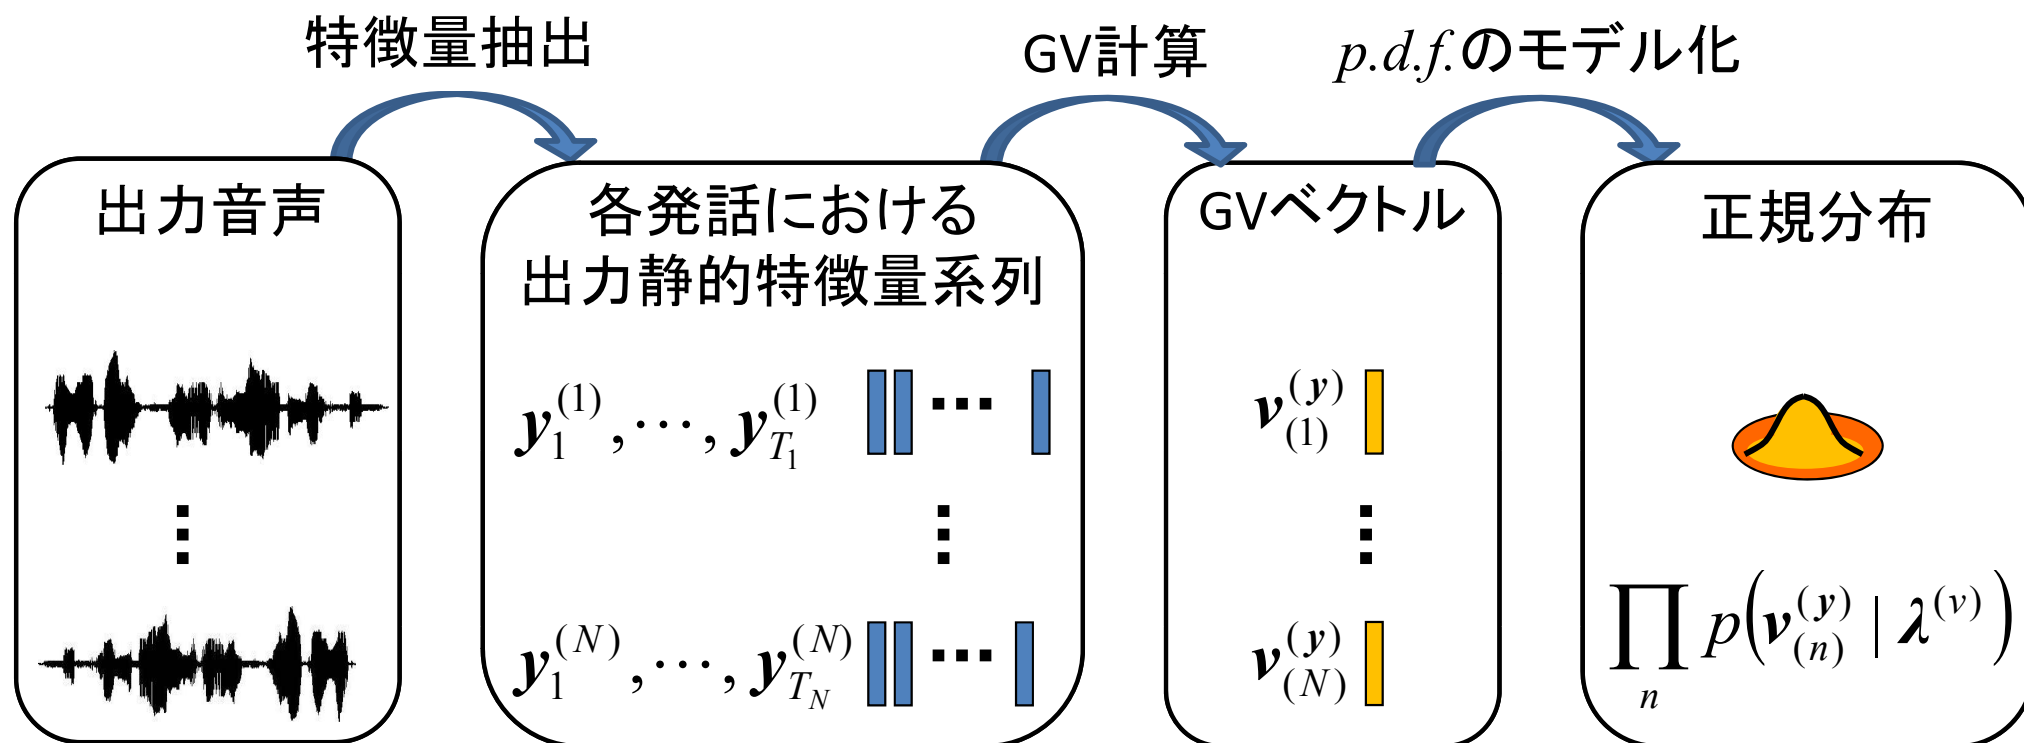 特徴量抽出
GV計算
p.d.f.のモデル化
出力音声
各発話における
出力静的特徴量系列
GVベクトル
正規分布
y_1^{(1)}, ⋯, y_{T_1}^{(1)} ⋯
v_{(1)}^{(y)}
⋮ ⋮ ⋮
y_1^{(N)}, ⋯, y_{T_N}^{(N)} ⋯
v_{(N)}^{(y)}
∏_n p(v_{(n)}^{(y)} | λ^{(v)})